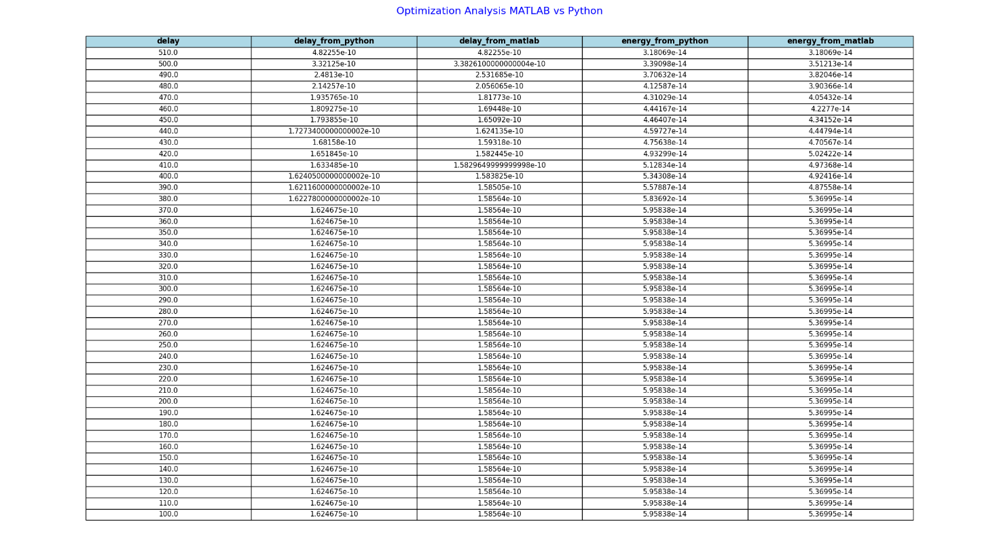 Optimization Analysis MATLAB vs Python
delay delay_from_python delay_from_matlab energy_from_python energy_from_matlab
510.0 4.82255e-10 4.82255e-10 3.18069e-14 3.18069e-14
500.0 3.32125e-10 3.3826100000000004e-10 3.39098e-14 3.51213e-14
490.0 2.4813e-10 2.531685e-10 3.70632e-14 3.82046e-14
480.0 2.14257e-10 2.056065e-10 4.12587e-14 3.90366e-14
470.0 1.935765e-10 1.81773e-10 4.31029e-14 4.05432e-14
460.0 1.809275e-10 1.69448e-10 4.44167e-14 4.2277e-14
450.0 1.793855e-10 1.65092e-10 4.46407e-14 4.34152e-14
440.0 1.7273400000000002e-10 1.624135e-10 4.59727e-14 4.44794e-14
430.0 1.68158e-10 1.59318e-10 4.75638e-14 4.70567e-14
420.0 1.651845e-10 1.582445e-10 4.93299e-14 5.02422e-14
410.0 1.633485e-10 1.5829649999999998e-10 5.12834e-14 4.97368e-14
400.0 1.6240500000000002e-10 1.583825e-10 5.34308e-14 4.92416e-14
390.0 1.6211600000000002e-10 1.58505e-10 5.57887e-14 4.87558e-14
380.0 1.6227800000000002e-10 1.58564e-10 5.83692e-14 5.36995e-14
370.0 1.624675e-10 1.58564e-10 5.95838e-14 5.36995e-14
360.0 1.624675e-10 1.58564e-10 5.95838e-14 5.36995e-14
350.0 1.624675e-10 1.58564e-10 5.95838e-14 5.36995e-14
340.0 1.624675e-10 1.58564e-10 5.95838e-14 5.36995e-14
330.0 1.624675e-10 1.58564e-10 5.95838e-14 5.36995e-14
320.0 1.624675e-10 1.58564e-10 5.95838e-14 5.36995e-14
310.0 1.624675e-10 1.58564e-10 5.95838e-14 5.36995e-14
300.0 1.624675e-10 1.58564e-10 5.95838e-14 5.36995e-14
290.0 1.624675e-10 1.58564e-10 5.95838e-14 5.36995e-14
280.0 1.624675e-10 1.58564e-10 5.95838e-14 5.36995e-14
270.0 1.624675e-10 1.58564e-10 5.95838e-14 5.36995e-14
260.0 1.624675e-10 1.58564e-10 5.95838e-14 5.36995e-14
250.0 1.624675e-10 1.58564e-10 5.95838e-14 5.36995e-14
240.0 1.624675e-10 1.58564e-10 5.95838e-14 5.36995e-14
230.0 1.624675e-10 1.58564e-10 5.95838e-14 5.36995e-14
220.0 1.624675e-10 1.58564e-10 5.95838e-14 5.36995e-14
210.0 1.624675e-10 1.58564e-10 5.95838e-14 5.36995e-14
200.0 1.624675e-10 1.58564e-10 5.95838e-14 5.36995e-14
190.0 1.624675e-10 1.58564e-10 5.95838e-14 5.36995e-14
180.0 1.624675e-10 1.58564e-10 5.95838e-14 5.36995e-14
170.0 1.624675e-10 1.58564e-10 5.95838e-14 5.36995e-14
160.0 1.624675e-10 1.58564e-10 5.95838e-14 5.36995e-14
150.0 1.624675e-10 1.58564e-10 5.95838e-14 5.36995e-14
140.0 1.624675e-10 1.58564e-10 5.95838e-14 5.36995e-14
130.0 1.624675e-10 1.58564e-10 5.95838e-14 5.36995e-14
120.0 1.624675e-10 1.58564e-10 5.95838e-14 5.36995e-14
110.0 1.624675e-10 1.58564e-10 5.95838e-14 5.36995e-14
100.0 1.624675e-10 1.58564e-10 5.95838e-14 5.36995e-14